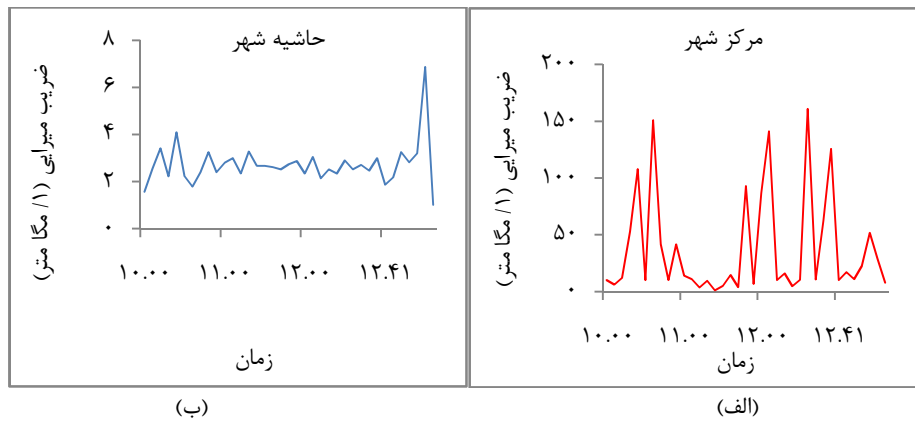 مرکز شهر
ضریب میرایی (۱/ مگا متر)
۲۰۰
۱۵۰
۱۰۰
۵۰
۰
۱۰.۰۰ ۱۱.۰۰ ۱۲.۰۰ ۱۲.۴۱
زمان
(الف)
حاشیه شهر
ضریب میرایی (۱/ مگا متر)
۸
۶
۴
۲
۰
۱۰.۰۰ ۱۱.۰۰ ۱۲.۰۰ ۱۲.۴۱
زمان
(ب)